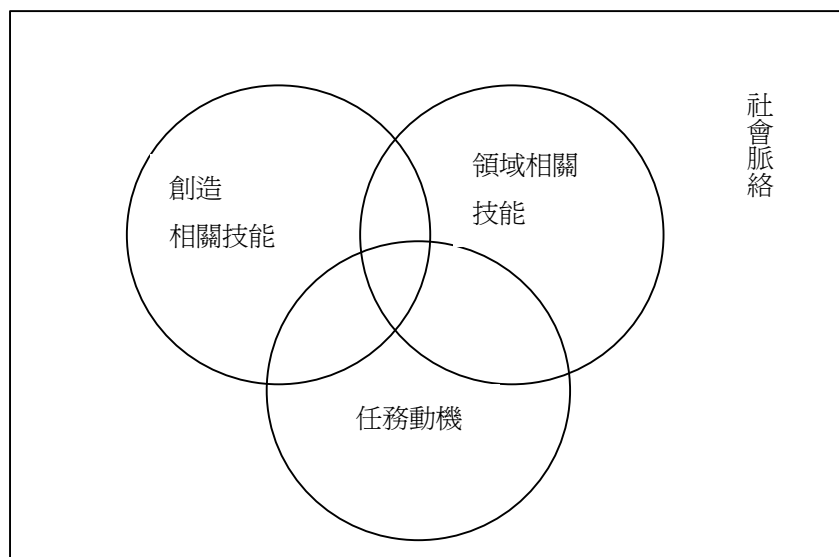 創造
相關技能
領域相關
技能
社會脈絡
任務動機